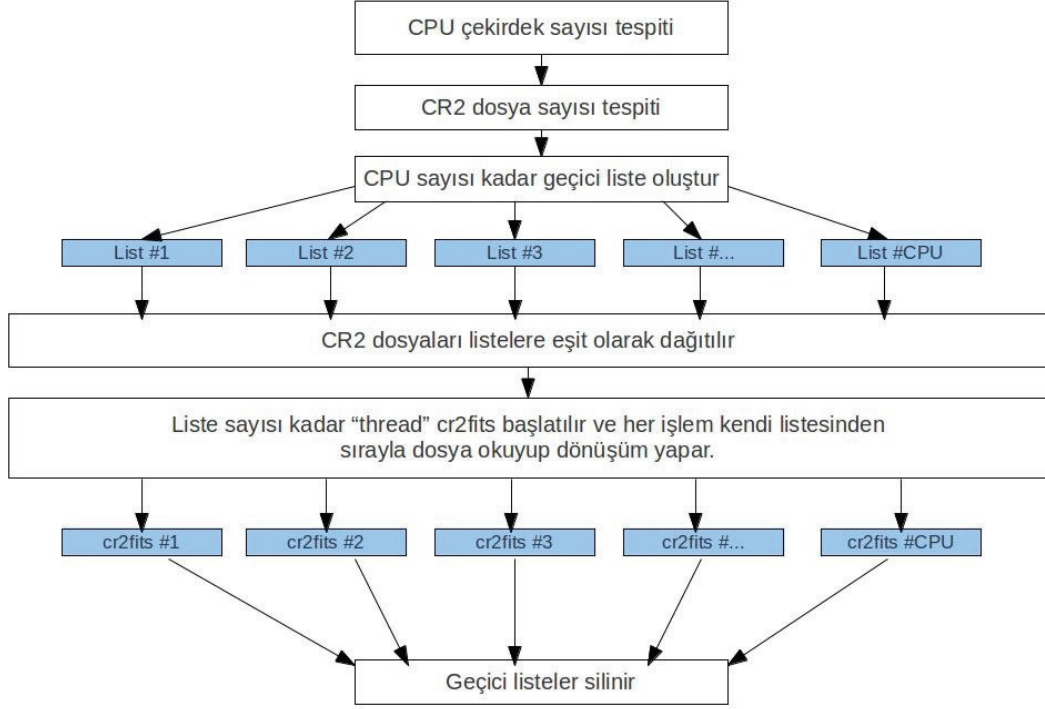 CPU çekirdek sayısı tespiti
CR2 dosya sayısı tespiti
CPU sayısı kadar geçici liste oluştur
List #1
List #2
List #3
List #...
List #CPU
CR2 dosyaları listelere eşit olarak dağıtılır
Liste sayısı kadar “thread” cr2fits başlatılır ve her işlem kendi listesinden
sırayla dosya okuyup dönüşüm yapar.
cr2fits #1
cr2fits #2
cr2fits #3
cr2fits #...
cr2fits #CPU
Geçici listeler silinir